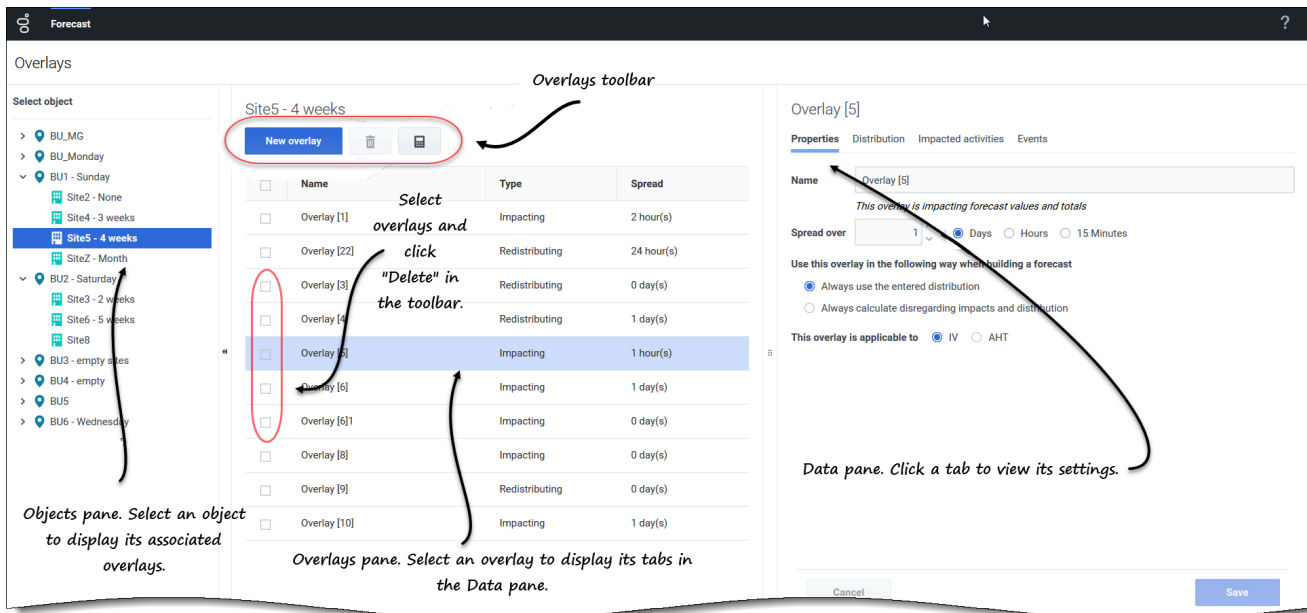 Forecast
?
Overlays
Select object
BU_MG
BU_Monday
BU1 - Sunday
Site2 - None
Site4 - 3 weeks
Site5 - 4 weeks
SiteZ - Month
BU2 - Saturday
Site3 - 2 weeks
Site6 - 5 weeks
Site8
BU3 - empty sites
BU4 - empty
BU5
BU6 - Wednesday
Objects pane. Select an object
to display its associated
overlays.
Overlays toolbar
Site5 - 4 weeks
New overlay
Name Type Spread
Overlay [1] Impacting 2 hour(s)
Overlay [22] Redistributing 24 hour(s)
Overlay [3] Redistributing 0 day(s)
Overlay [4] Redistributing 1 day(s)
Overlay [5] Impacting 1 hour(s)
Overlay [6] Impacting 1 day(s)
Overlay [6]1 Impacting 0 day(s)
Overlay [8] Impacting 0 day(s)
Overlay [9] Redistributing 0 day(s)
Overlay [10] Impacting 1 day(s)
Select
overlays and
click
"Delete" in
the toolbar.
Overlays pane. Select an overlay to display its tabs in
the Data pane.
Overlay [5]
Properties Distribution Impacted activities Events
Name Overlay [5]
This overlay is impacting forecast values and totals
Spread over 1 Days Hours 15 Minutes
Use this overlay in the following way when building a forecast
Always use the entered distribution
Always calculate disregarding impacts and distribution
This overlay is applicable to IV AHT
Data pane. Click a tab to view its settings.
Cancel Save